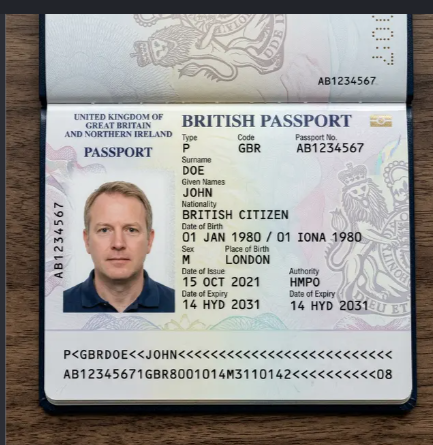 AB1234567
UNITED KINGDOM OF
GREAT BRITAIN
AND NORTHERN IRELAND
PASSPORT
BRITISH PASSPORT
Type Code Passport No.
P GBR AB1234567
Surname
DOE
Given Names
JOHN
Nationality
BRITISH CITIZEN
Date of Birth
01 JAN 1980 / 01 IONA 1980
Sex Place of Birth
M LONDON
Date of Issue Authority
15 OCT 2021 HMPO
Date of Expiry Date of Expiry
14 HYD 2031 14 HYD 2031
AB1234567
P<GBRDOE<<JOHN<<<<<<<<<<<<<<<<<<<<<<<<<<<<
AB12345671GBR8001014M3110142<<<<<<<<<<08